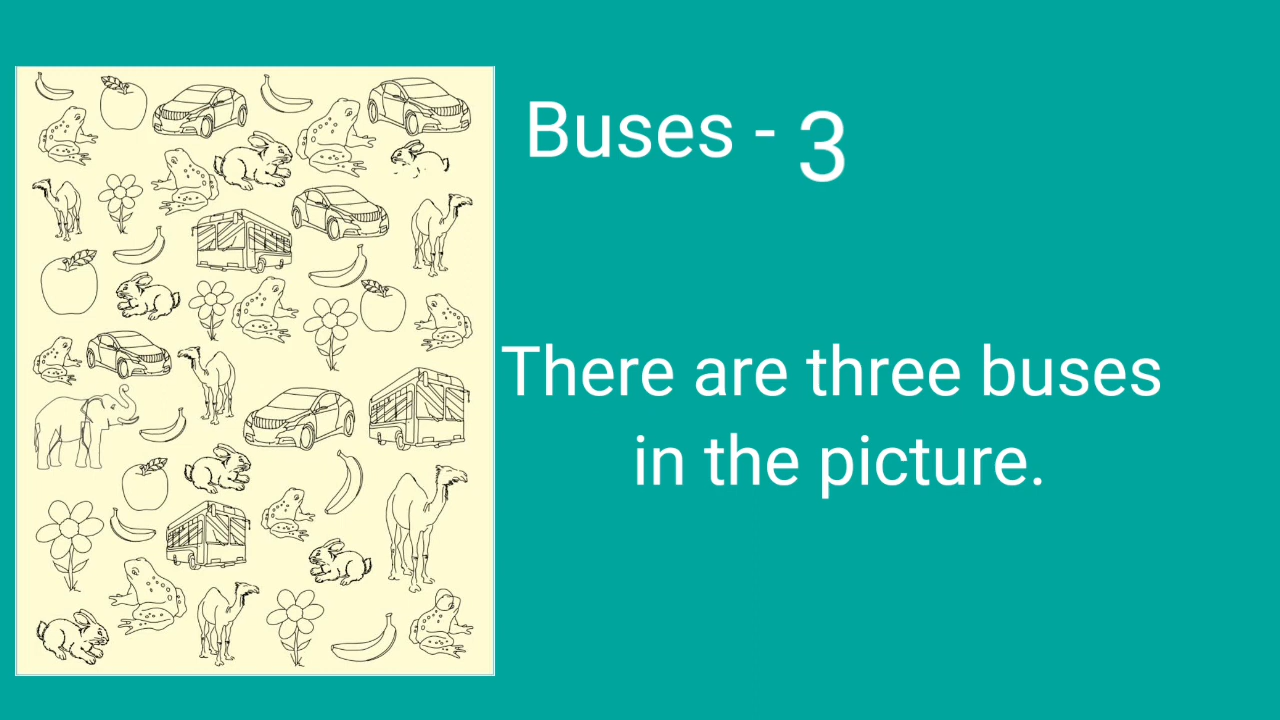 Buses - 3
There are three buses
in the picture.